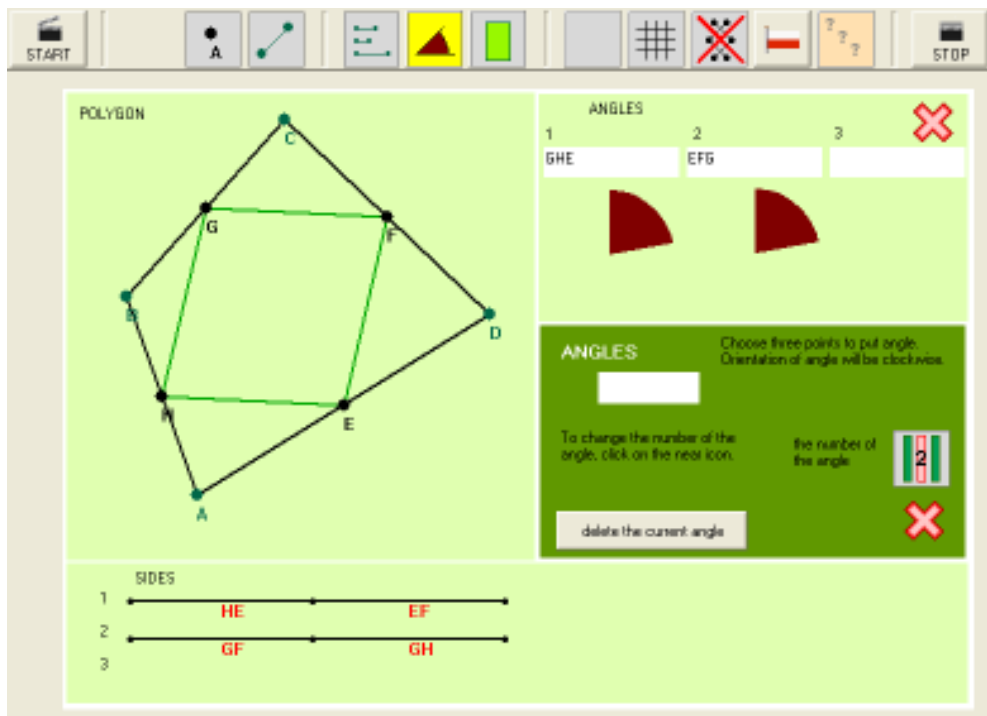 START
A
? ? ?
STOP
POLYGON
C
G
F
B
D
H
E
A
ANGLES
1 2 3
GHE EFG
ANGLES
Choose three points to put angle.
Orientation of angle will be clockwise.
To change the number of the
angle, click on the near icon.
the number of
the angle
2
delete the current angle
SIDES
1
HE EF
2
GF GH
3